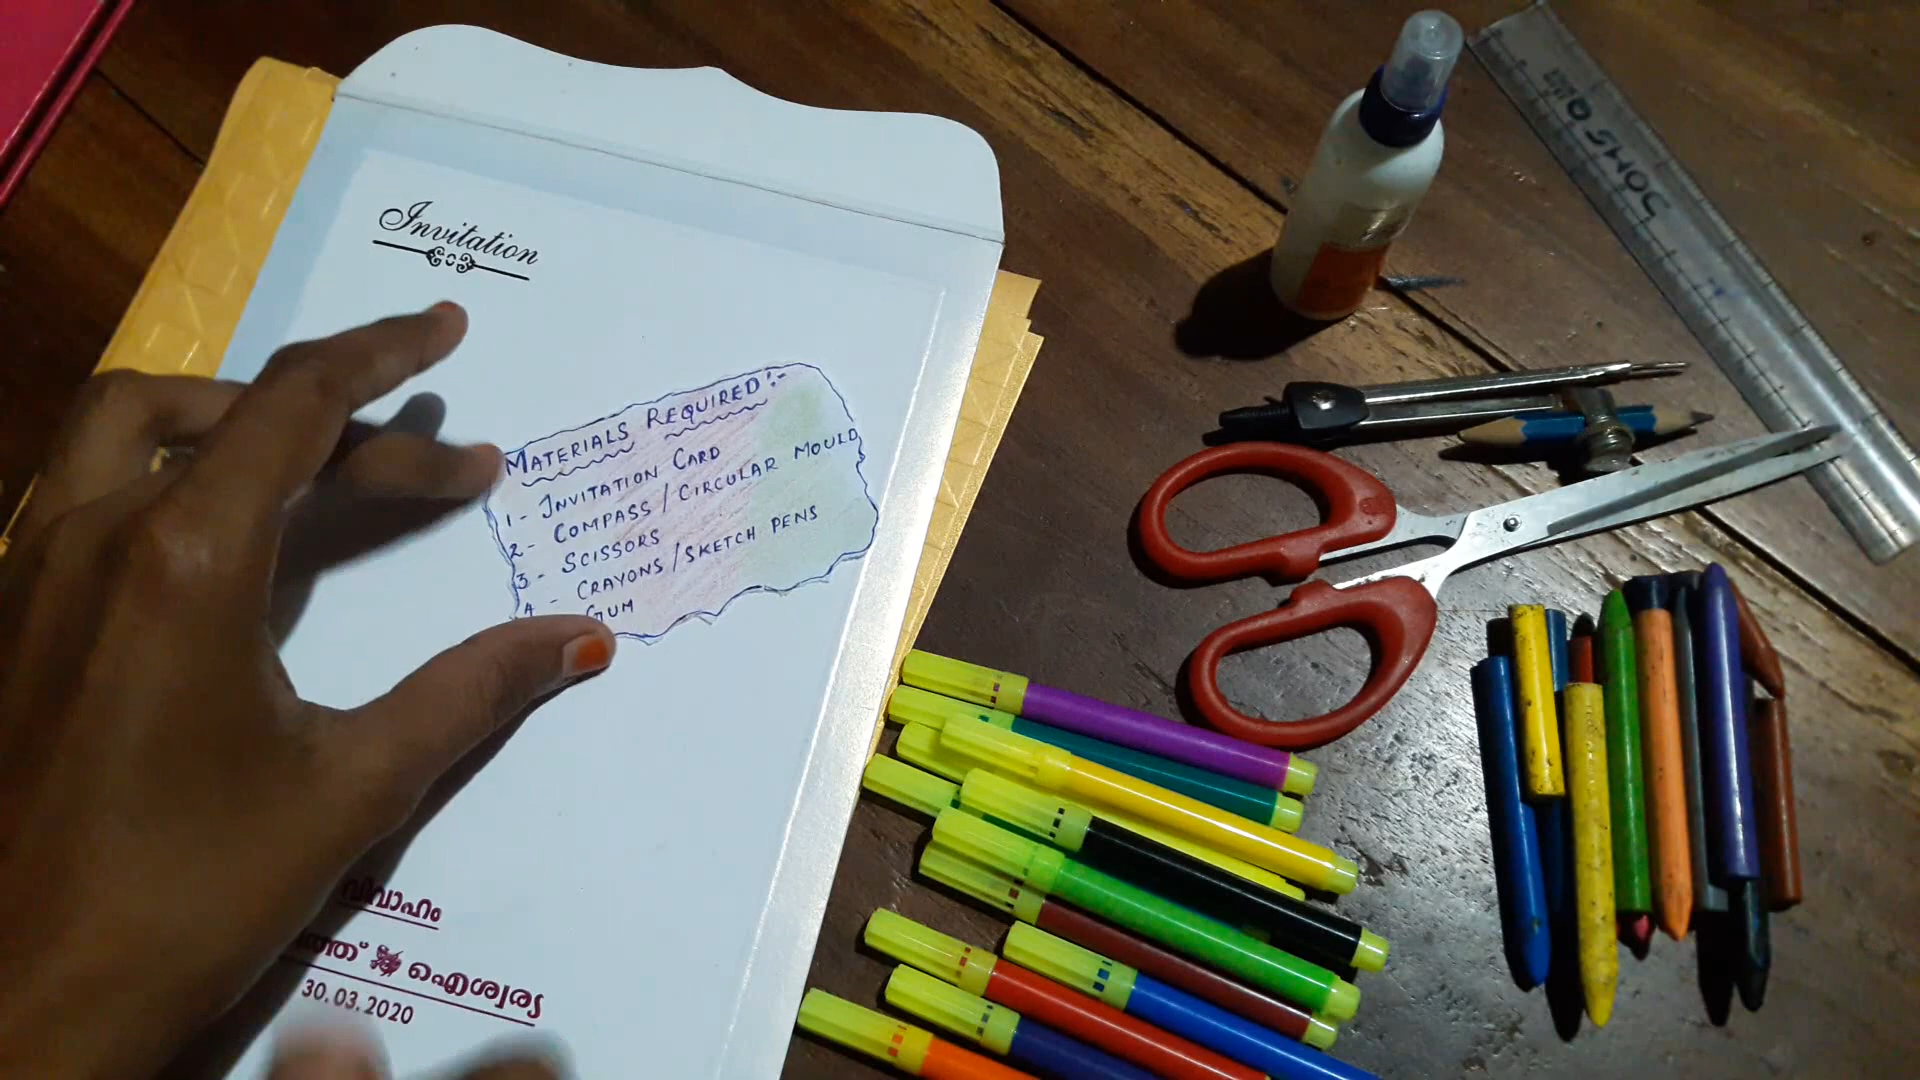 Invitation
MATERIALS REQUIRED:-
1- INVITATION CARD
2- COMPASS / CIRCULAR MOULD
3- SCISSORS
4- CRAYONS / SKETCH PENS
GUM
വിവാഹം
ഐശ്വര്യ
30.03.2020